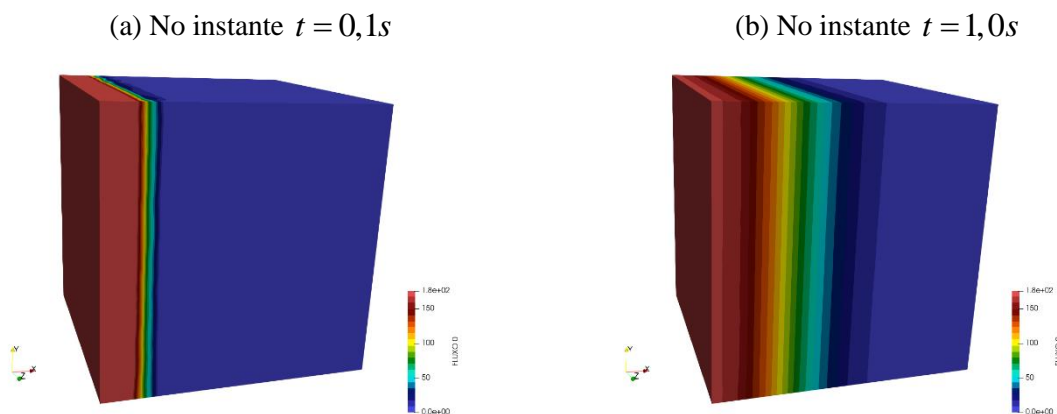 (a) No instante t = 0,1s
(b) No instante t = 1,0s
1.8e+02
150
100
50
0.0e+00
FLUXO D
Y
X
Z
1.8e+02
150
100
50
0.0e+00
Y
X
Z